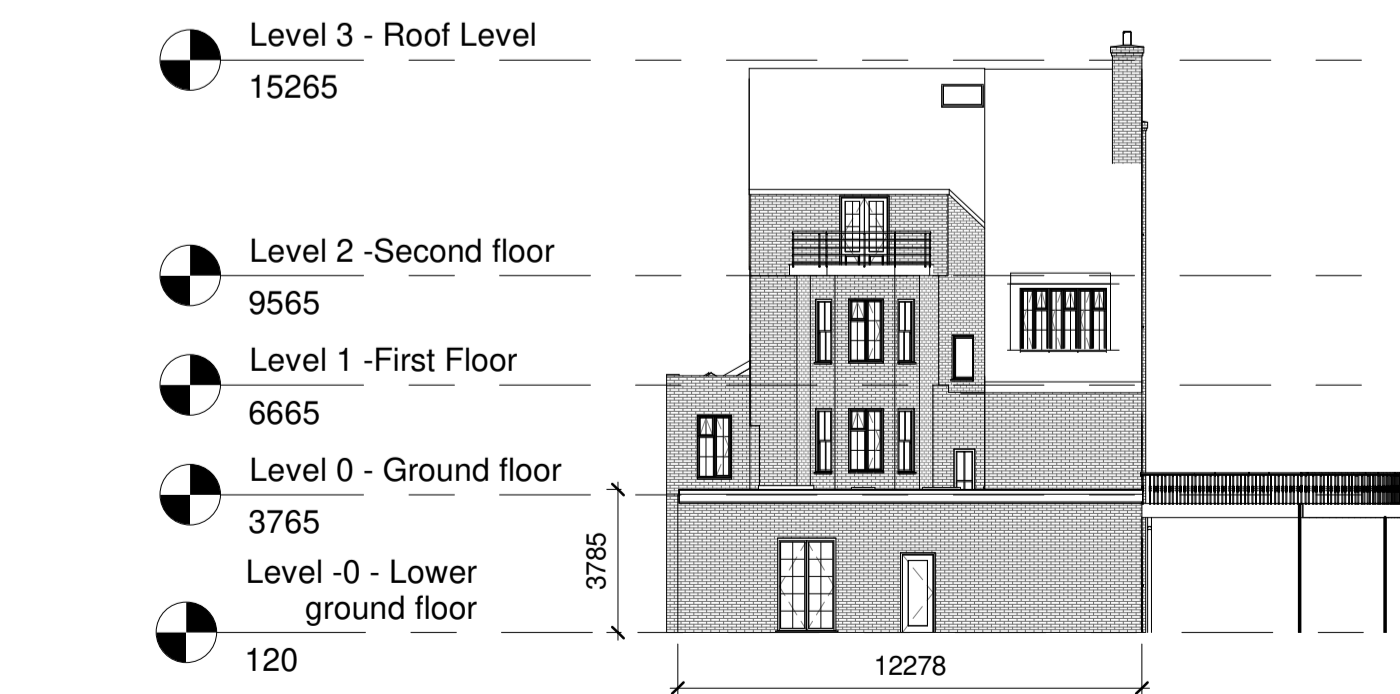 Level 3 - Roof Level
15265
Level 2 -Second floor
9565
Level 1 -First Floor
6665
Level 0 - Ground floor
3765
Level -0 - Lower
ground floor
120
3785
12278